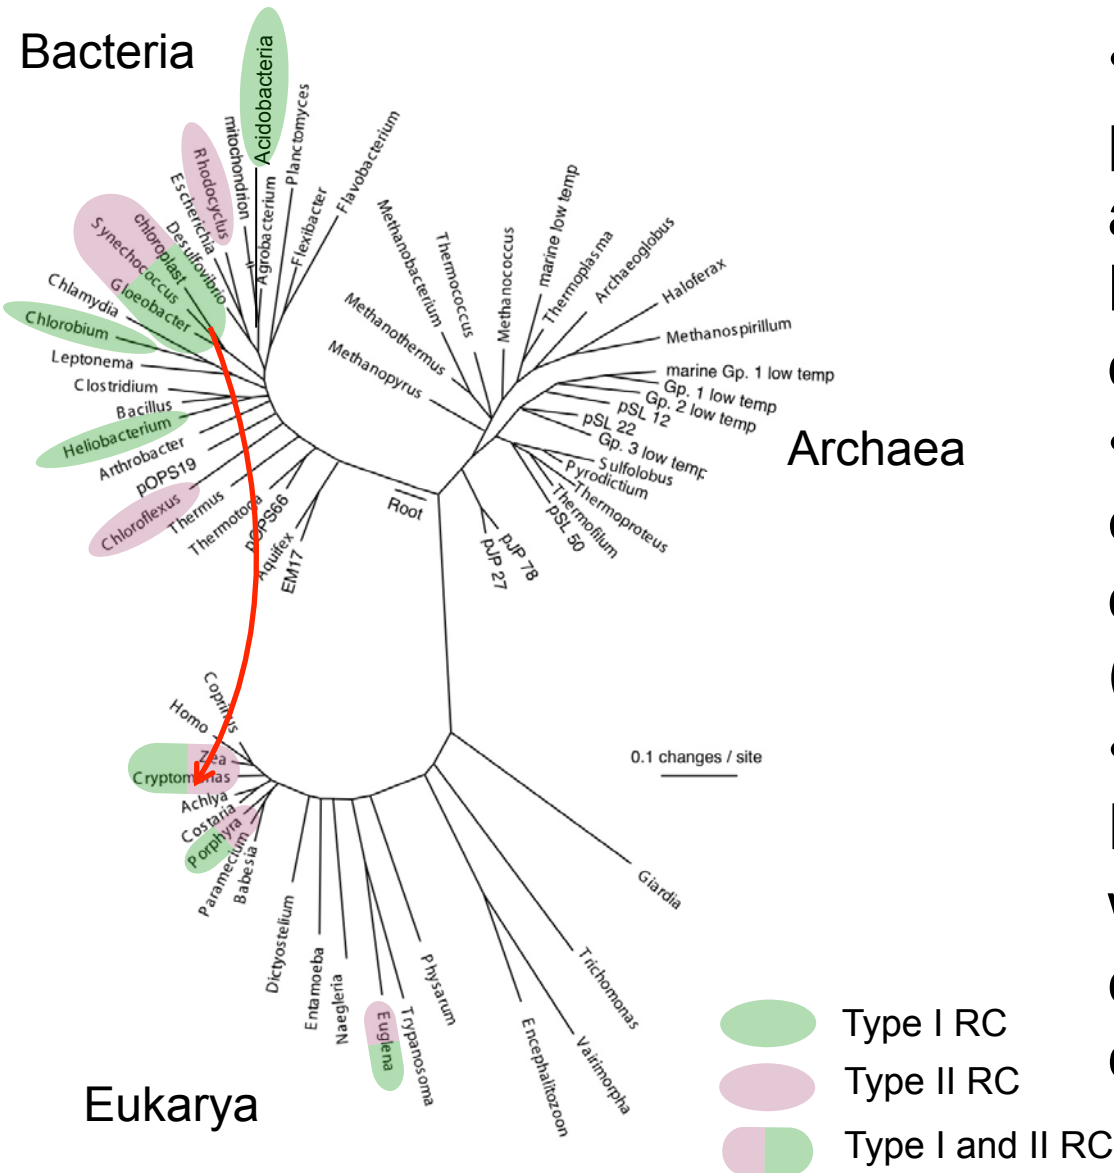 Bacteria
Acidobacteria
Planctomyces
Flavobacterium
mitochondrion
Rhodocyclus
Escherichia
Agrobacterium
Flexibacter
Desulfovibrio
chloroplast
Synechococcus
Gloeobacter
Chlamydia
Chlorobium
Leptonema
Clostridium
Bacillus
Heliobacterium
Arthrobacter
pOPS19
Chloroflexus
Thermus
Thermotoga
pOPS66
Aquifex
EM17
Root
Methanopyrus
Methanothermus
Methanobacterium
Thermococcus
Methanococcus
marine low temp
Thermoplasma
Archaeoglobus
Haloferax
Methanospirillum
marine Gp. 1 low temp
Gp. 1 low temp
Gp. 2 low temp
pSL 12
pSL 22
Gp. 3 low temp
Sulfolobus
Pyrodictium
Thermoproteus
Thermofilum
pSL 50
pJP 78
pJP 27
Archaea
Coprinus
Homo
Zea
Cryptomonas
Achlya
Costaria
Porphyra
Paramecium
Babesia
Dictyostelium
Entamoeba
Naegleria
Euglena
Trypanosoma
Physarum
Encephalitozoon
Vairimorpha
Trichomonas
Giardia
0.1 changes / site
Eukarya
Type I RC
Type II RC
Type I and II RC